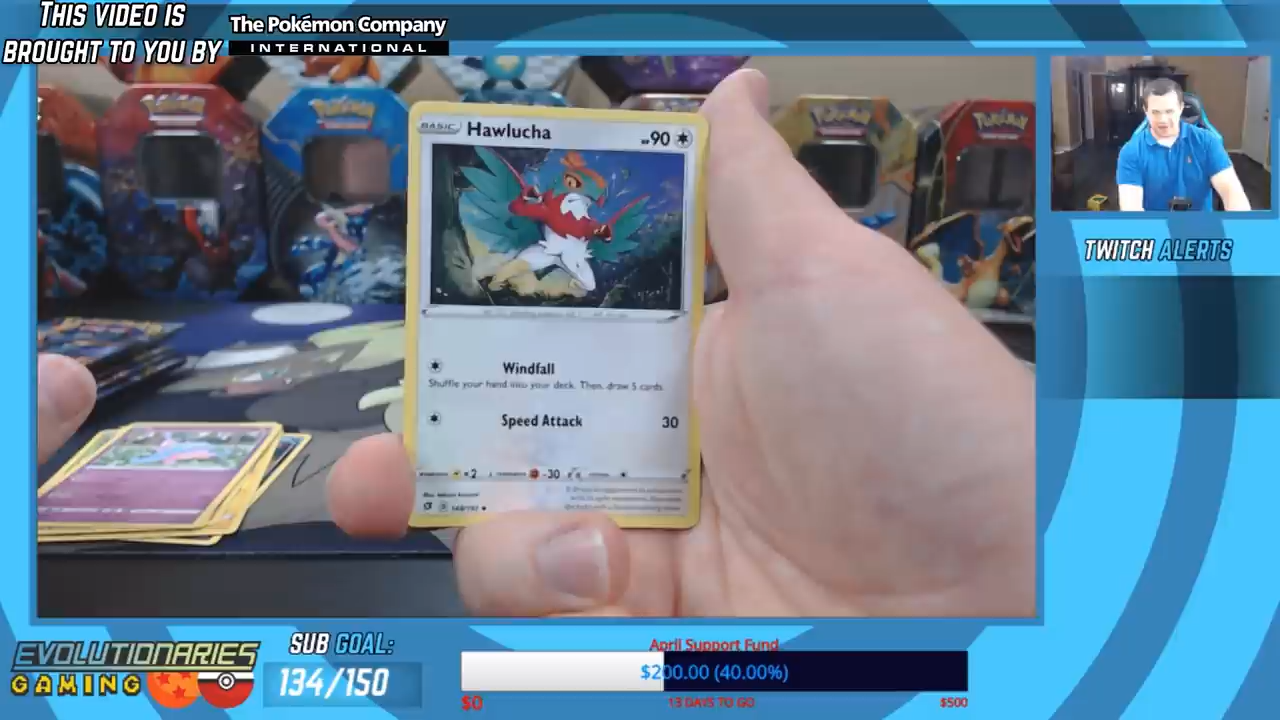 THIS VIDEO IS
BROUGHT TO YOU BY
The Pokémon Company
INTERNATIONAL
BASIC
Hawlucha
90
Windfall
Shuffle your hand into your deck. Then, draw 5 cards.
Speed Attack 30
×2
-30
TWITCH ALERTS
EVOLUTIONARIES
GAMING
SUB GOAL:
134/150
April Support Fund
$200.00 (40.00%)
$0
13 DAYS TO GO
$500